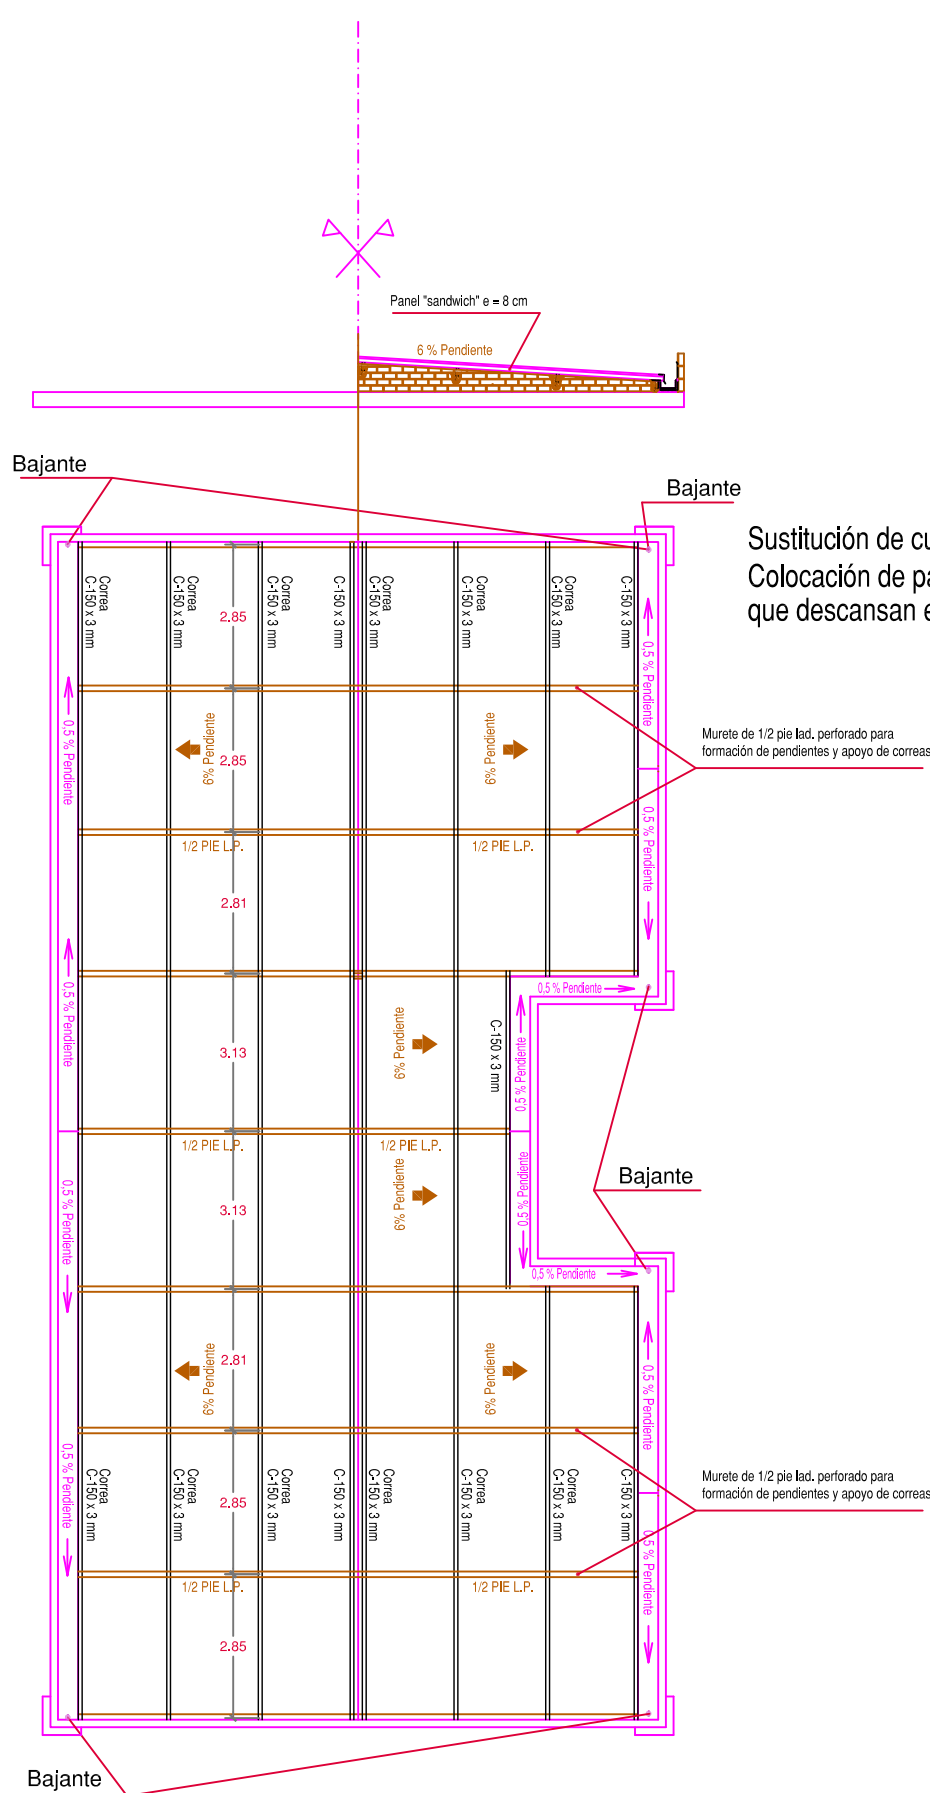 Panel "sandwich" e = 8 cm
6 % Pendiente
Bajante
Bajante
Sustitución de cu
Colocación de pa
que descansan e
Correa
C-150 x 3 mm
Correa
C-150 x 3 mm
Correa
C-150 x 3 mm
C-150 x 3 mm
Correa
C-150 x 3 mm
Correa
C-150 x 3 mm
Correa
C-150 x 3 mm
C-150 x 3 mm
2.85
0,5 % Pendiente
0,5 % Pendiente
6% Pendiente
2.85
6% Pendiente
Murete de 1/2 pie lad. perforado para
formación de pendientes y apoyo de correas
0,5 % Pendiente
1/2 PIE L.P.
1/2 PIE L.P.
2.81
0,5 % Pendiente
0,5 % Pendiente
3.13
6% Pendiente
C-150 x 3 mm
0,5 % Pendiente
1/2 PIE L.P.
1/2 PIE L.P.
Bajante
0,5 % Pendiente
3.13
6% Pendiente
0,5 % Pendiente
0,5 % Pendiente
6% Pendiente
2.81
6% Pendiente
0,5 % Pendiente
Correa
C-150 x 3 mm
Correa
C-150 x 3 mm
Correa
C-150 x 3 mm
C-150 x 3 mm
Correa
C-150 x 3 mm
Correa
C-150 x 3 mm
Correa
C-150 x 3 mm
C-150 x 3 mm
0,5 % Pendiente
2.85
Murete de 1/2 pie lad. perforado para
formación de pendientes y apoyo de correas
0,5 % Pendiente
1/2 PIE L.P.
1/2 PIE L.P.
2.85
Bajante